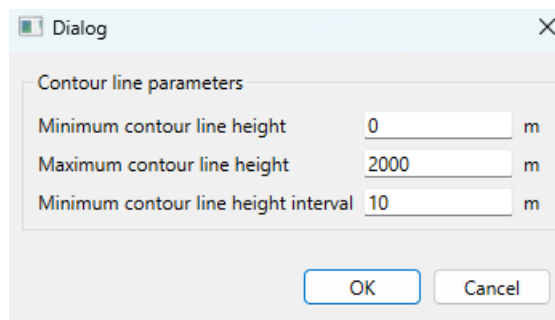 Dialog
Contour line parameters
Minimum contour line height 0 m
Maximum contour line height 2000 m
Minimum contour line height interval 10 m
OK Cancel